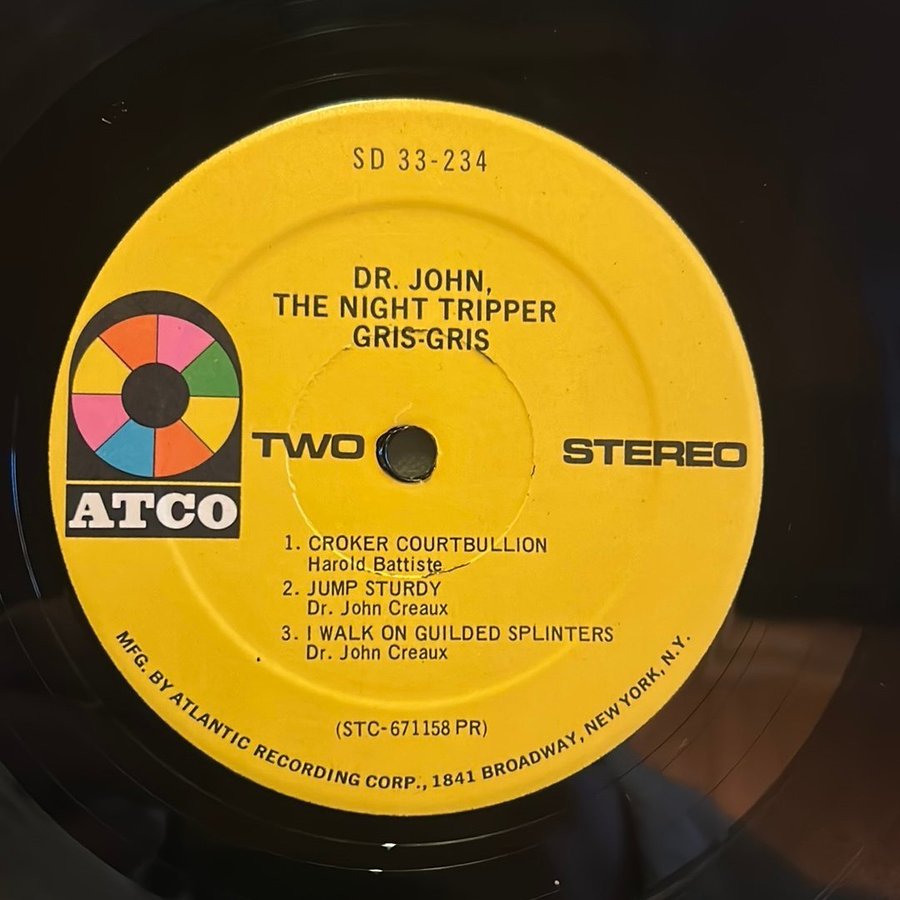 SD 33-234
DR. JOHN,
THE NIGHT TRIPPER
GRIS-GRIS
ATCO
TWO
STEREO
1. CROKER COURTBULLION
Harold Battiste
2. JUMP STURDY
Dr. John Creaux
3. I WALK ON GUILDED SPLINTERS
Dr. John Creaux
(STC-671158 PR)
MFG. BY ATLANTIC RECORDING CORP., 1841 BROADWAY, NEW YORK, N.Y.